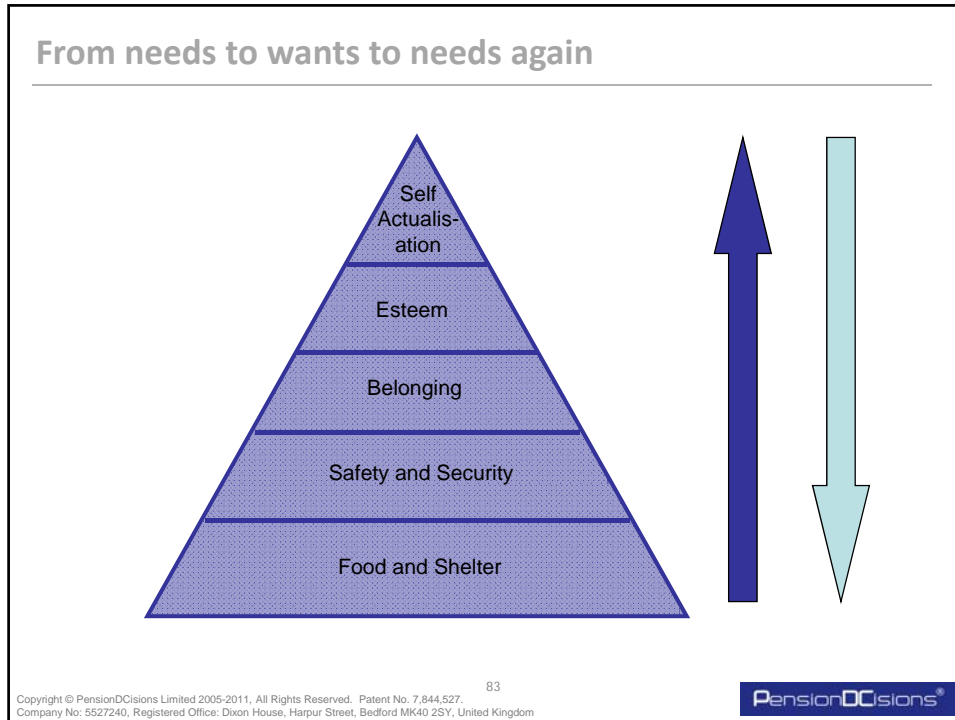 From needs to wants to needs again
Self
Actualis-
ation
Esteem
Belonging
Safety and Security
Food and Shelter
83
Copyright © PensionDCisions Limited 2005-2011, All Rights Reserved. Patent No. 7,844,527.
Company No: 5527240, Registered Office: Dixon House, Harpur Street, Bedford MK40 2SY, United Kingdom
PensionDCisions®